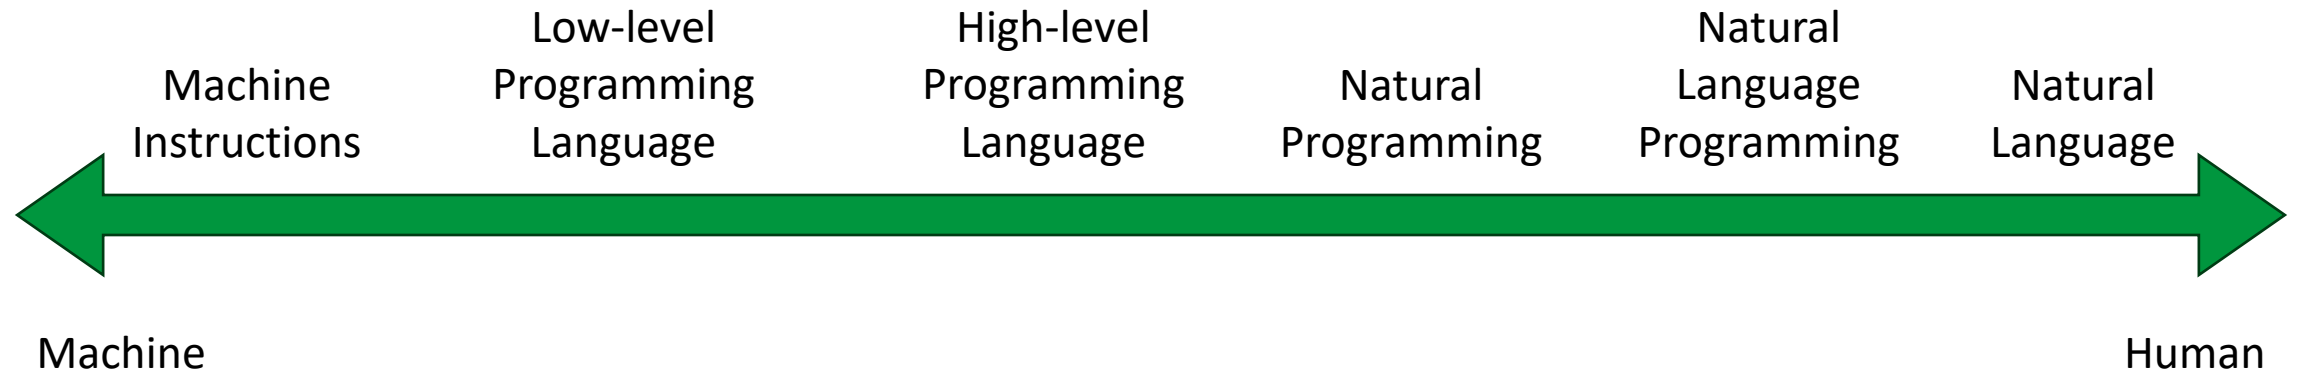 Machine
Instructions
Low-level
Programming
Language
High-level
Programming
Language
Natural
Programming
Natural
Language
Programming
Natural
Language
Machine
Human